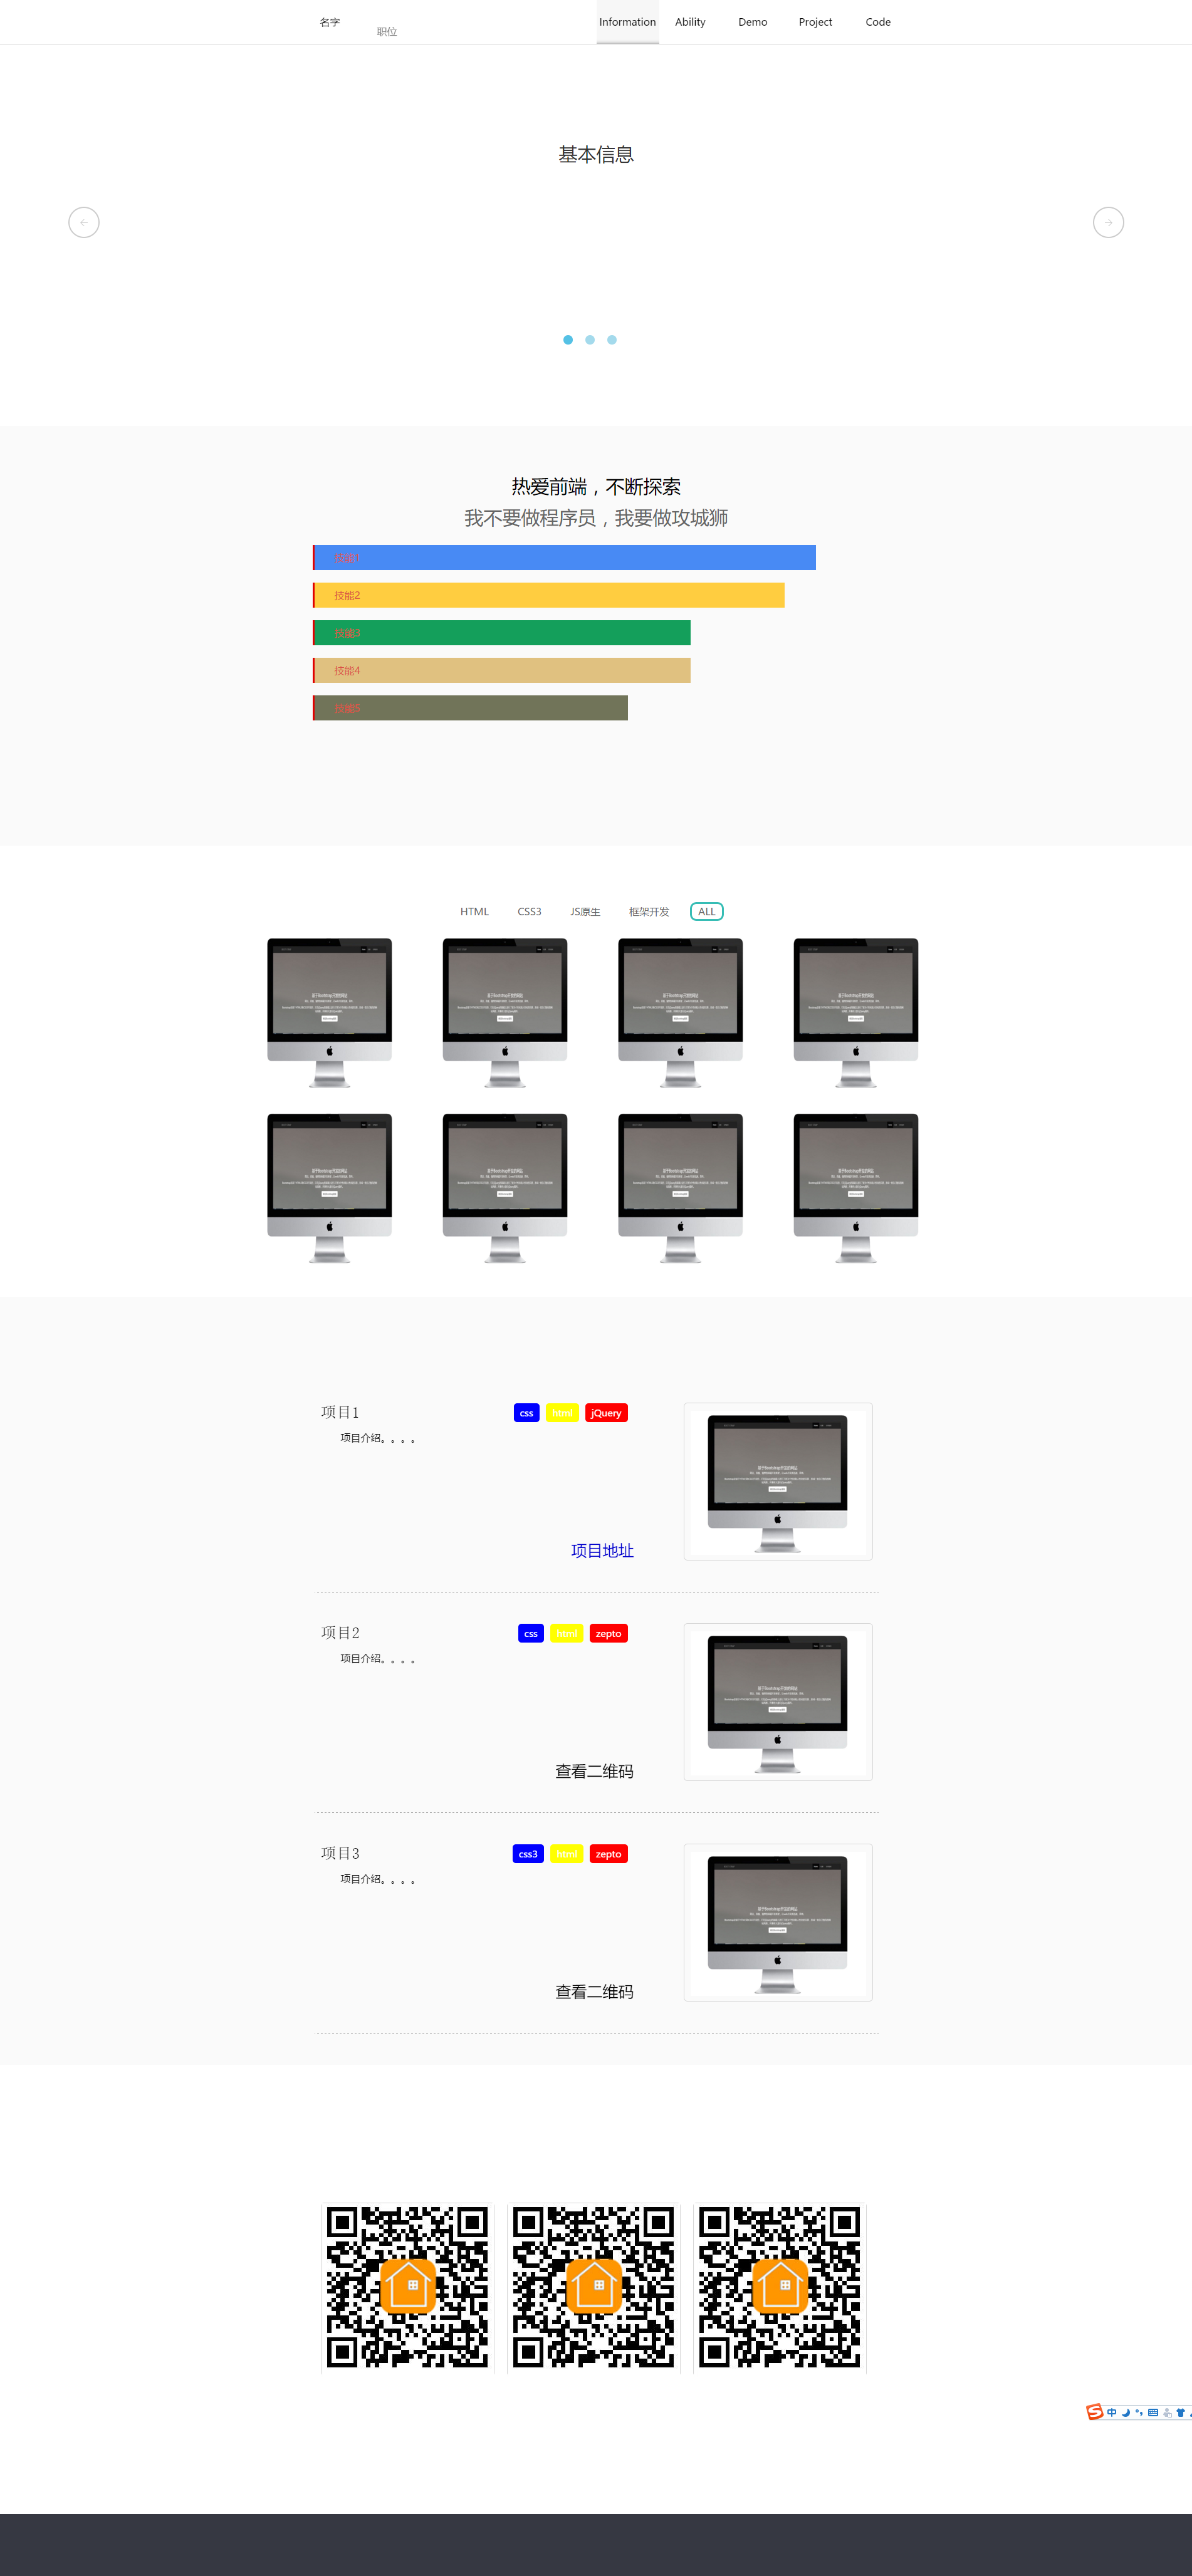 名字 职位 Information Ability Demo Project Code
基本信息
热爱前端，不断探索
我不要做程序员，我要做攻城狮
技能1
技能2
技能3
技能4
技能5
HTML CSS3 JS原生 框架开发 ALL
项目1 css html jQuery
项目介绍。。。。
项目地址
项目2 css html zepto
项目介绍。。。。
查看二维码
项目3 css3 html zepto
项目介绍。。。。
查看二维码
中